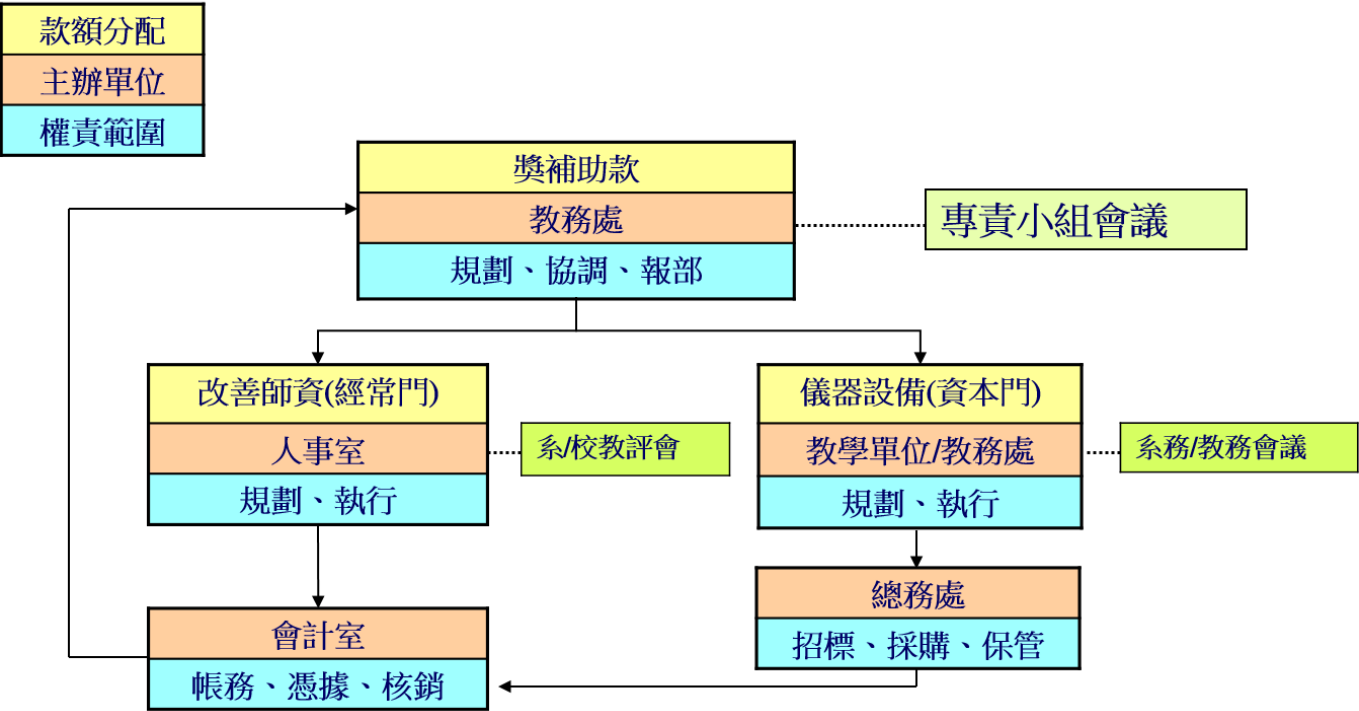 款額分配
主辦單位
權責範圍
獎補助款
教務處
規劃、協調、報部
專責小組會議
改善師資(經常門)
人事室
規劃、執行
系/校教評會
儀器設備(資本門)
教學單位/教務處
規劃、執行
系務/教務會議
總務處
招標、採購、保管
會計室
帳務、憑據、核銷